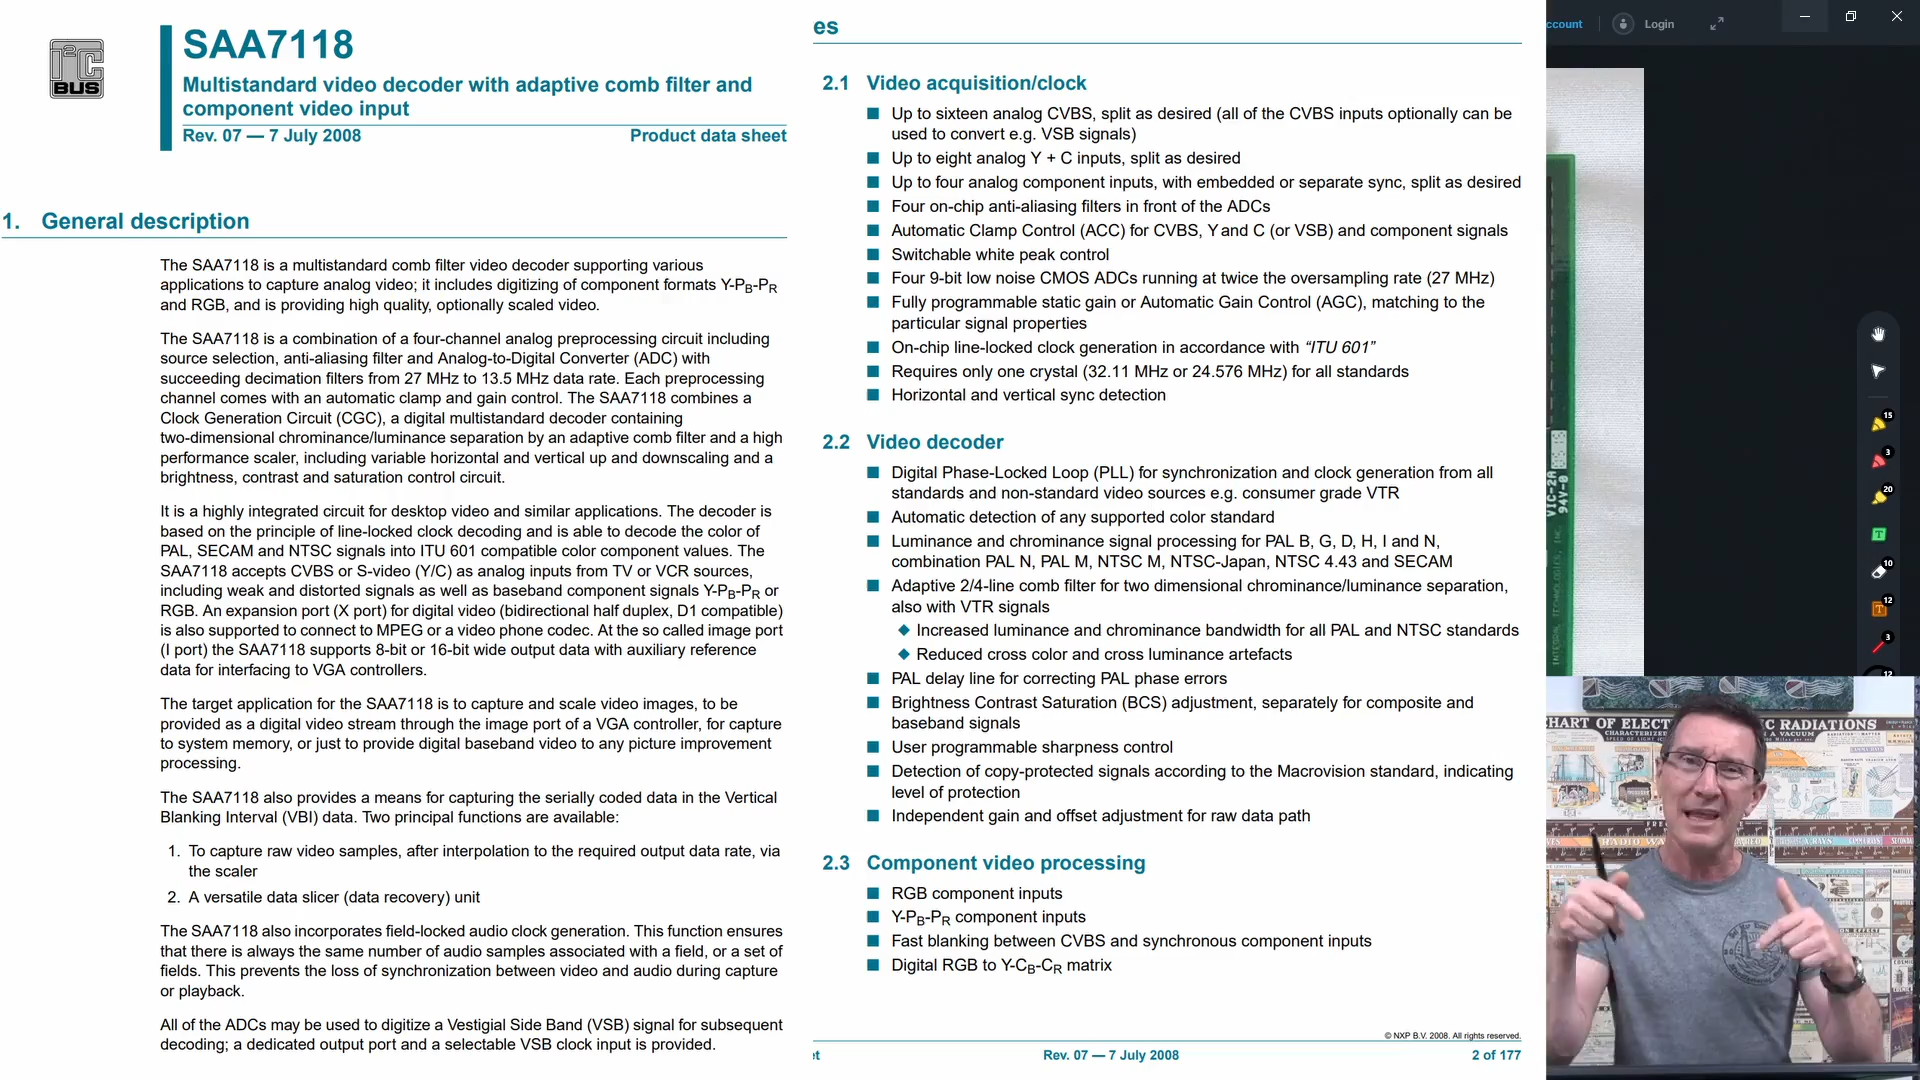 I²C
BUS
SAA7118
Multistandard video decoder with adaptive comb filter and
component video input
Rev. 07 — 7 July 2008
Product data sheet
1. General description
The SAA7118 is a multistandard comb filter video decoder supporting various
applications to capture analog video; it includes digitizing of component formats Y-PB-PR
and RGB, and is providing high quality, optionally scaled video.
The SAA7118 is a combination of a four-channel analog preprocessing circuit including
source selection, anti-aliasing filter and Analog-to-Digital Converter (ADC) with
succeeding decimation filters from 27 MHz to 13.5 MHz data rate. Each preprocessing
channel comes with an automatic clamp and gain control. The SAA7118 combines a
Clock Generation Circuit (CGC), a digital multistandard decoder containing
two-dimensional chrominance/luminance separation by an adaptive comb filter and a high
performance scaler, including variable horizontal and vertical up and downscaling and a
brightness, contrast and saturation control circuit.
It is a highly integrated circuit for desktop video and similar applications. The decoder is
based on the principle of line-locked clock decoding and is able to decode the color of
PAL, SECAM and NTSC signals into ITU 601 compatible color component values. The
SAA7118 accepts CVBS or S-video (Y/C) as analog inputs from TV or VCR sources,
including weak and distorted signals as well as baseband component signals Y-PB-PR or
RGB. An expansion port (X port) for digital video (bidirectional half duplex, D1 compatible)
is also supported to connect to MPEG or a video phone codec. At the so called image port
(I port) the SAA7118 supports 8-bit or 16-bit wide output data with auxiliary reference
data for interfacing to VGA controllers.
The target application for the SAA7118 is to capture and scale video images, to be
provided as a digital video stream through the image port of a VGA controller, for capture
to system memory, or just to provide digital baseband video to any picture improvement
processing.
The SAA7118 also provides a means for capturing the serially coded data in the Vertical
Blanking Interval (VBI) data. Two principal functions are available:
1. To capture raw video samples, after interpolation to the required output data rate, via
the scaler
2. A versatile data slicer (data recovery) unit
The SAA7118 also incorporates field-locked audio clock generation. This function ensures
that there is always the same number of audio samples associated with a field, or a set of
fields. This prevents the loss of synchronization between video and audio during capture
or playback.
All of the ADCs may be used to digitize a Vestigial Side Band (VSB) signal for subsequent
decoding; a dedicated output port and a selectable VSB clock input is provided.
es
2.1 Video acquisition/clock
Up to sixteen analog CVBS, split as desired (all of the CVBS inputs optionally can be
used to convert e.g. VSB signals)
Up to eight analog Y + C inputs, split as desired
Up to four analog component inputs, with embedded or separate sync, split as desired
Four on-chip anti-aliasing filters in front of the ADCs
Automatic Clamp Control (ACC) for CVBS, Y and C (or VSB) and component signals
Switchable white peak control
Four 9-bit low noise CMOS ADCs running at twice the oversampling rate (27 MHz)
Fully programmable static gain or Automatic Gain Control (AGC), matching to the
particular signal properties
On-chip line-locked clock generation in accordance with “ITU 601”
Requires only one crystal (32.11 MHz or 24.576 MHz) for all standards
Horizontal and vertical sync detection
2.2 Video decoder
Digital Phase-Locked Loop (PLL) for synchronization and clock generation from all
standards and non-standard video sources e.g. consumer grade VTR
Automatic detection of any supported color standard
Luminance and chrominance signal processing for PAL B, G, D, H, I and N,
combination PAL N, PAL M, NTSC M, NTSC-Japan, NTSC 4.43 and SECAM
Adaptive 2/4-line comb filter for two dimensional chrominance/luminance separation,
also with VTR signals
Increased luminance and chrominance bandwidth for all PAL and NTSC standards
Reduced cross color and cross luminance artefacts
PAL delay line for correcting PAL phase errors
Brightness Contrast Saturation (BCS) adjustment, separately for composite and
baseband signals
User programmable sharpness control
Detection of copy-protected signals according to the Macrovision standard, indicating
level of protection
Independent gain and offset adjustment for raw data path
2.3 Component video processing
RGB component inputs
Y-PB-PR component inputs
Fast blanking between CVBS and synchronous component inputs
Digital RGB to Y-CB-CR matrix
© NXP B.V. 2008. All rights reserved.
et
Rev. 07 — 7 July 2008
2 of 177
ccount
Login
15
3
20
T
10
T 12
3
12
VIC-2A
94V-0
INTEGRAL TECHNOLOGIES, INC.
CHART OF ELECT
IC RADIATIONS